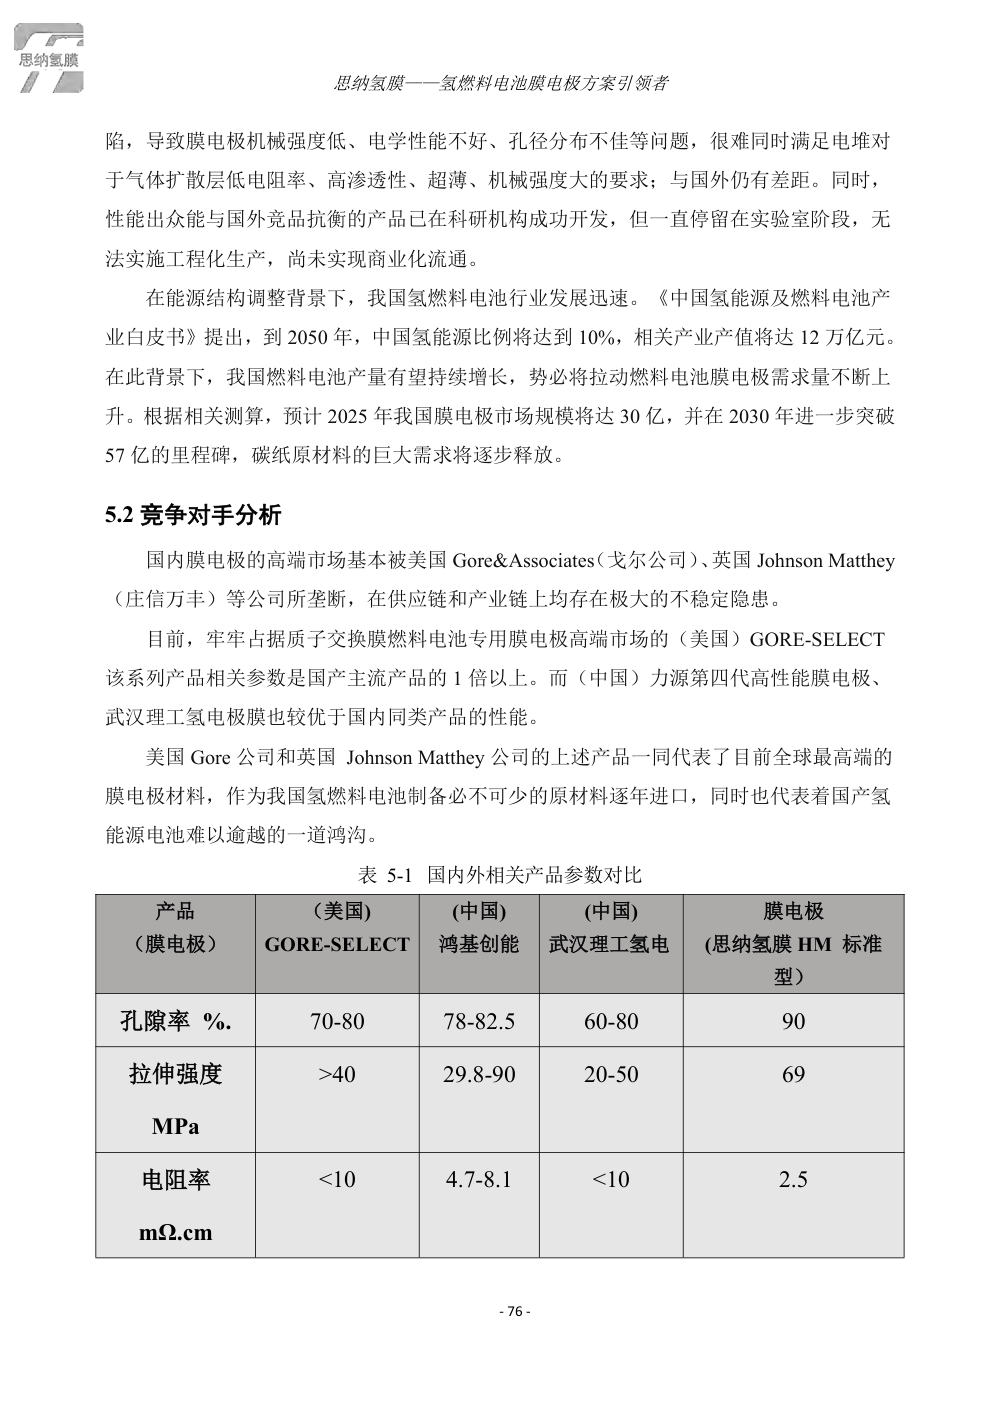 思纳氢膜
思纳氢膜——氢燃料电池膜电极方案引领者
陷，导致膜电极机械强度低、电学性能不好、孔径分布不佳等问题，很难同时满足电堆对
于气体扩散层低电阻率、高渗透性、超薄、机械强度大的要求；与国外仍有差距。同时，
性能出众能与国外竞品抗衡的产品已在科研机构成功开发，但一直停留在实验室阶段，无
法实施工程化生产，尚未实现商业化流通。
在能源结构调整背景下，我国氢燃料电池行业发展迅速。《中国氢能源及燃料电池产
业白皮书》提出，到 2050 年，中国氢能源比例将达到 10%，相关产业产值将达 12 万亿元。
在此背景下，我国燃料电池产量有望持续增长，势必将拉动燃料电池膜电极需求量不断上
升。根据相关测算，预计 2025 年我国膜电极市场规模将达 30 亿，并在 2030 年进一步突破
57 亿的里程碑，碳纸原材料的巨大需求将逐步释放。
5.2 竞争对手分析
国内膜电极的高端市场基本被美国 Gore&Associates（戈尔公司）、英国 Johnson Matthey
（庄信万丰）等公司所垄断，在供应链和产业链上均存在极大的不稳定隐患。
目前，牢牢占据质子交换膜燃料电池专用膜电极高端市场的（美国）GORE-SELECT
该系列产品相关参数是国产主流产品的 1 倍以上。而（中国）力源第四代高性能膜电极、
武汉理工氢电极膜也较优于国内同类产品的性能。
美国 Gore 公司和英国 Johnson Matthey 公司的上述产品一同代表了目前全球最高端的
膜电极材料，作为我国氢燃料电池制备必不可少的原材料逐年进口，同时也代表着国产氢
能源电池难以逾越的一道鸿沟。
表 5-1 国内外相关产品参数对比
产品 （美国) (中国) (中国) 膜电极
（膜电极） GORE-SELECT 鸿基创能 武汉理工氢电 (思纳氢膜 HM 标准
型）
孔隙率 %. 70-80 78-82.5 60-80 90
拉伸强度 >40 29.8-90 20-50 69
MPa
电阻率 <10 4.7-8.1 <10 2.5
mΩ.cm
- 76 -